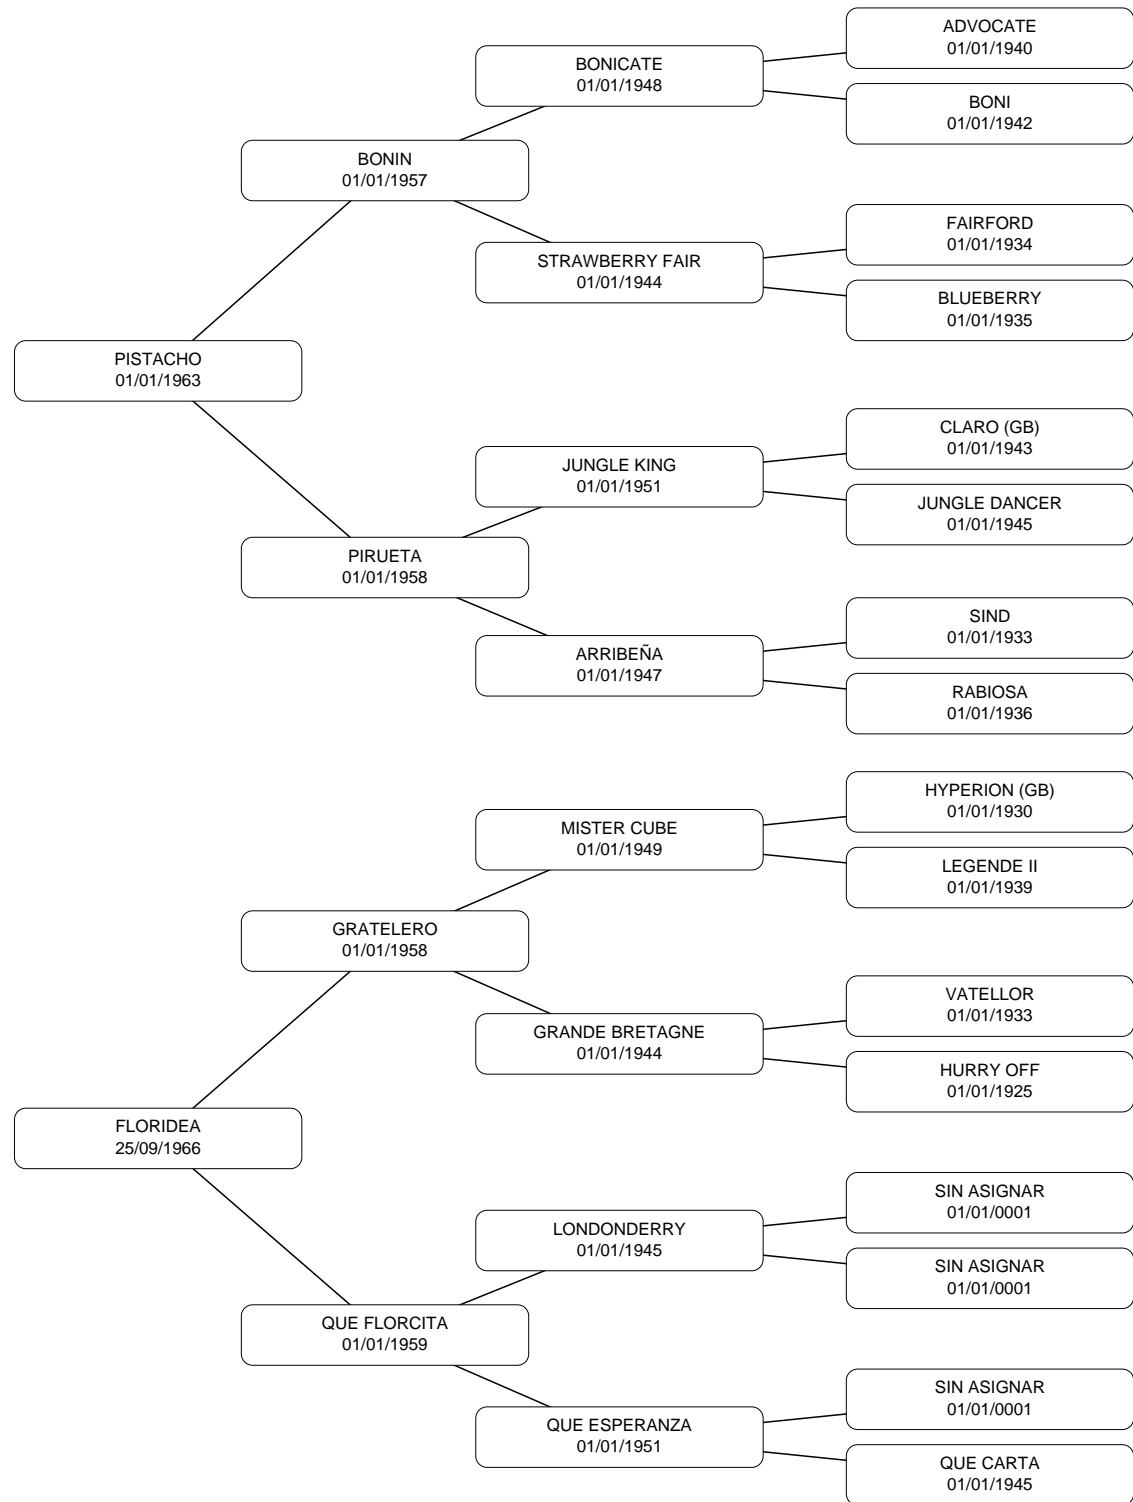 ADVOCATE
01/01/1940
BONICATE
01/01/1948
BONI
01/01/1942
BONIN
01/01/1957
FAIRFORD
01/01/1934
STRAWBERRY FAIR
01/01/1944
BLUEBERRY
01/01/1935
PISTACHO
01/01/1963
CLARO (GB)
01/01/1943
JUNGLE KING
01/01/1951
JUNGLE DANCER
01/01/1945
PIRUETA
01/01/1958
SIND
01/01/1933
ARRIBEÑA
01/01/1947
RABIOSA
01/01/1936
HYPERION (GB)
01/01/1930
MISTER CUBE
01/01/1949
LEGENDE II
01/01/1939
GRATELERO
01/01/1958
VATELLOR
01/01/1933
GRANDE BRETAGNE
01/01/1944
HURRY OFF
01/01/1925
FLORIDEA
25/09/1966
SIN ASIGNAR
01/01/0001
LONDONDERRY
01/01/1945
SIN ASIGNAR
01/01/0001
QUE FLORCITA
01/01/1959
SIN ASIGNAR
01/01/0001
QUE ESPERANZA
01/01/1951
QUE CARTA
01/01/1945